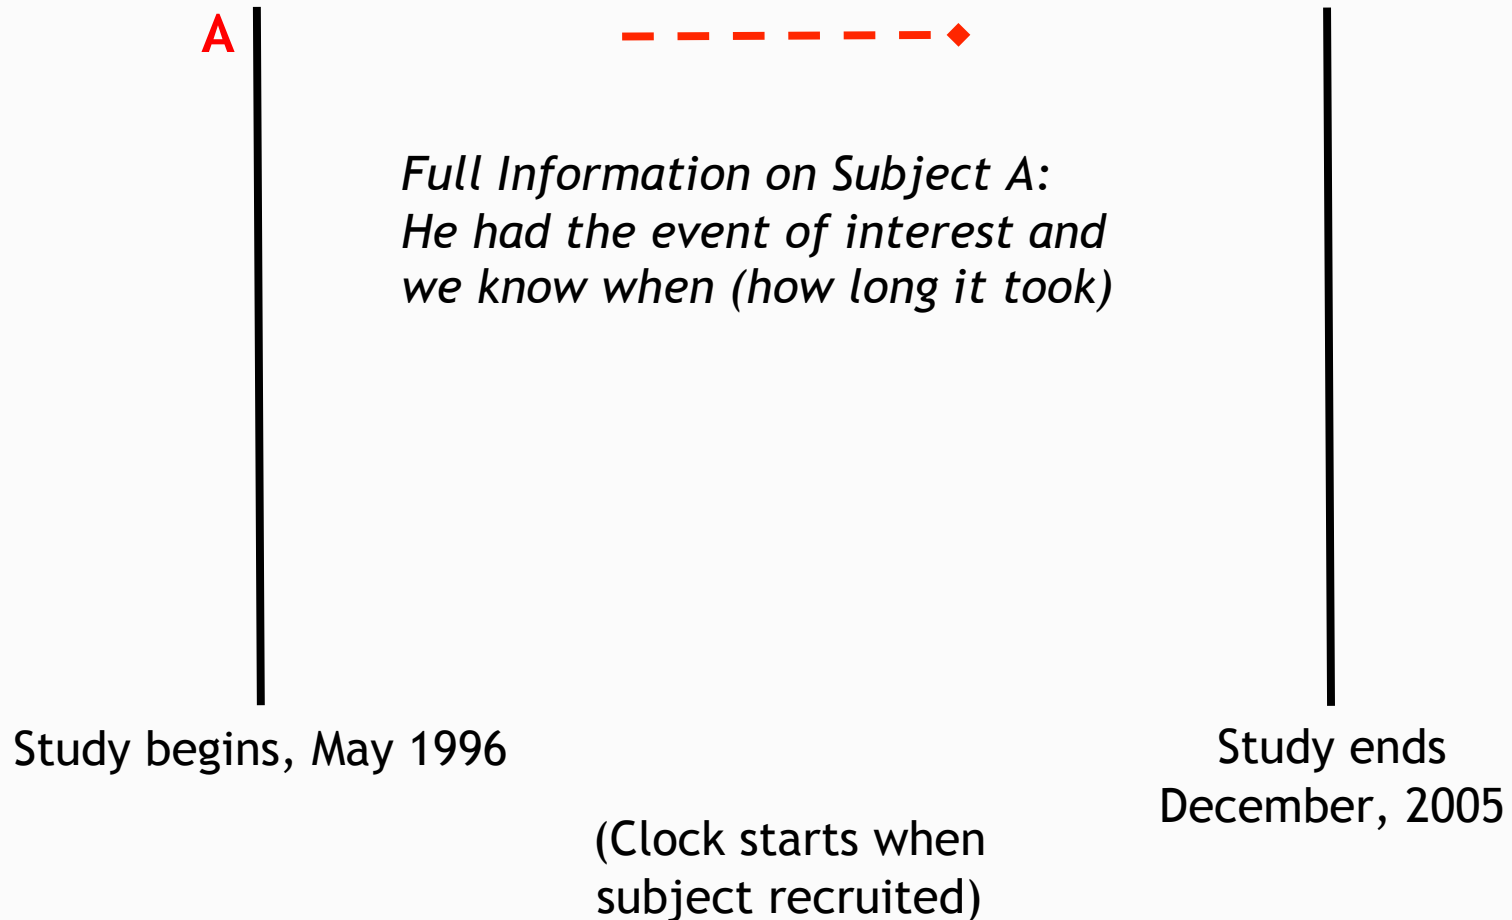 A
Full Information on Subject A:
He had the event of interest and
we know when (how long it took)
Study begins, May 1996
Study ends
December, 2005
(Clock starts when
subject recruited)